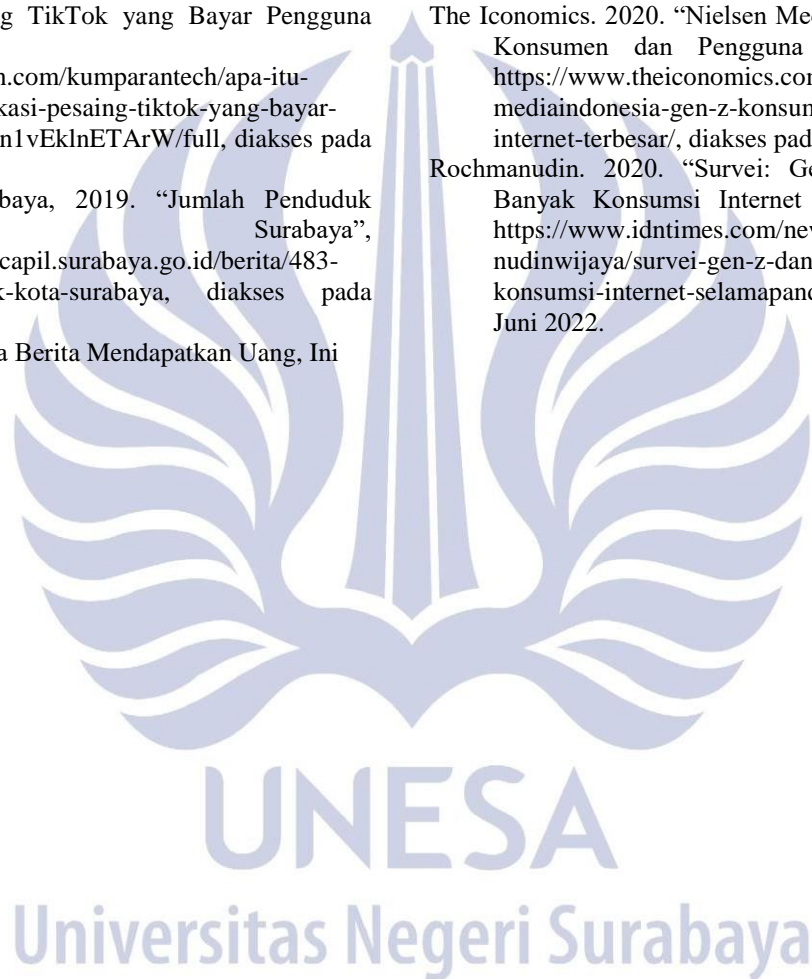 g TikTok yang Bayar Pengguna
n.com/kumparantech/apa-itu-
kasi-pesaing-tiktok-yang-bayar-
n1vEklnETArW/full, diakses pada
baya, 2019. “Jumlah Penduduk
Surabaya”,
capil.surabaya.go.id/berita/483-
k-kota-surabaya, diakses pada
a Berita Mendapatkan Uang, Ini
The Iconomics. 2020. “Nielsen Med
Konsumen dan Pengguna
https://www.theiconomics.com
mediaindonesia-gen-z-konsum
internet-terbesar/, diakses pad
Rochmanudin. 2020. “Survei: Ge
Banyak Konsumsi Internet
https://www.idntimes.com/new
nudinwijaya/survei-gen-z-dan
konsumsi-internet-selamapand
Juni 2022.
UNESA
Universitas Negeri Surabaya